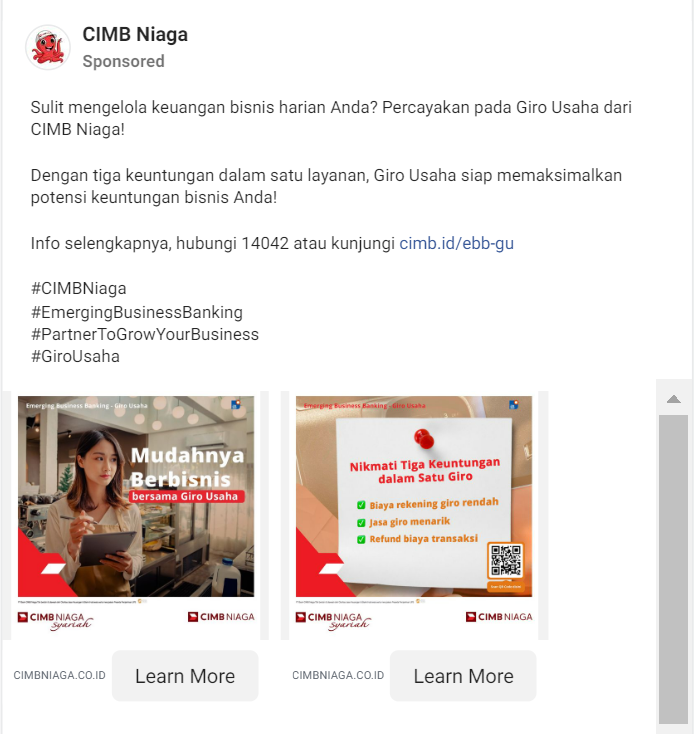 CIMB Niaga
Sponsored
Sulit mengelola keuangan bisnis harian Anda? Percayakan pada Giro Usaha dari
CIMB Niaga!
Dengan tiga keuntungan dalam satu layanan, Giro Usaha siap memaksimalkan
potensi keuntungan bisnis Anda!
Info selengkapnya, hubungi 14042 atau kunjungi cimb.id/ebb-gu
#CIMBNiaga
#EmergingBusinessBanking
#PartnerToGrowYourBusiness
#GiroUsaha
Emerging Business Banking - Giro Usaha
Mudahnya
Berbisnis
bersama Giro Usaha
CIMB NIAGA
syariah
CIMB NIAGA
Emerging Business Banking - Giro Usaha
Nikmati Tiga Keuntungan
dalam Satu Giro
Biaya rekening giro rendah
Jasa giro menarik
Refund biaya transaksi
CIMB NIAGA
syariah
CIMB NIAGA
CIMBNIAGA.CO.ID
Learn More
CIMBNIAGA.CO.ID
Learn More